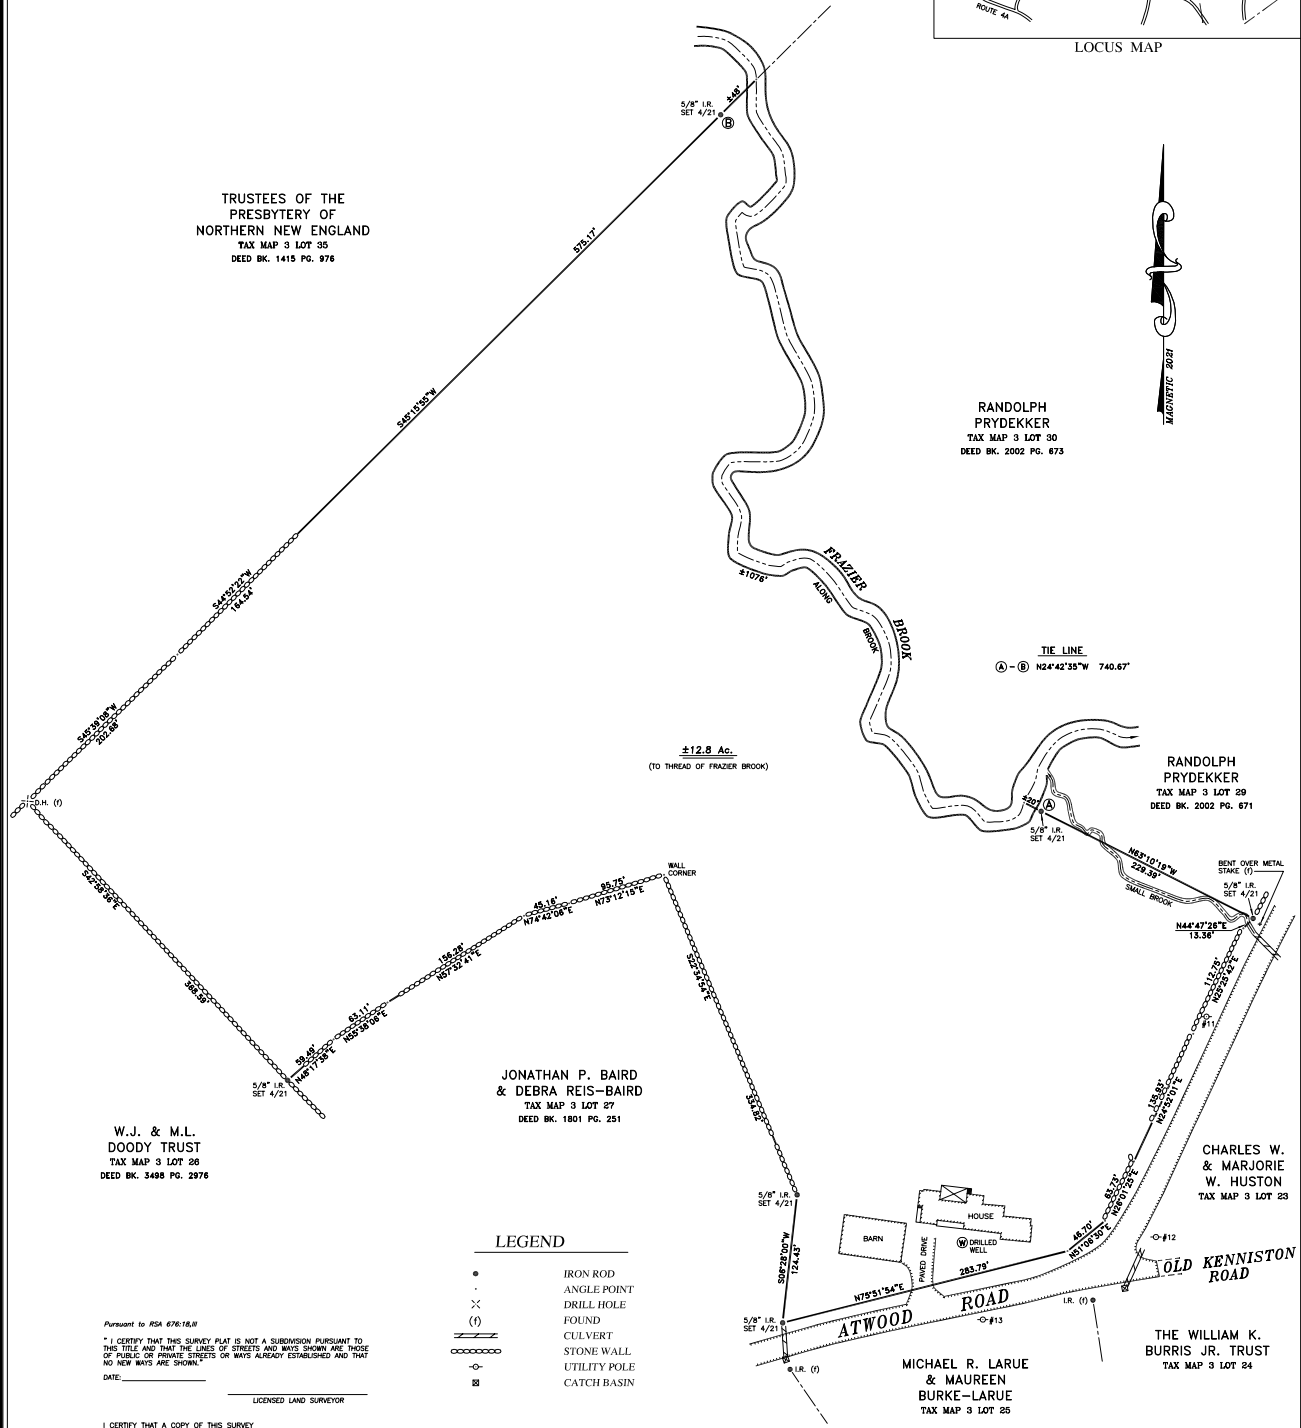 ROUTE 4A
LOCUS MAP
±48'
5/8" I.R.
SET 4/21
B
TRUSTEES OF THE
PRESBYTERY OF
NORTHERN NEW ENGLAND
TAX MAP 3 LOT 35
DEED BK. 1415 PG. 976
575.17'
S45°15'55"W
MAGNETIC 2021
RANDOLPH
PRYDEKKER
TAX MAP 3 LOT 30
DEED BK. 2002 PG. 673
FRAZIER
BROOK
±1076'
ALONG
BROOK
S44°52'22"W
164.54'
TIE LINE
A - B N24°42'35"W 740.67'
S45°39'08"W
202.68'
±12.8 Ac.
(TO THREAD OF FRAZIER BROOK)
RANDOLPH
PRYDEKKER
TAX MAP 3 LOT 29
DEED BK. 2002 PG. 671
D.H. (f)
±20'
A
5/8" I.R.
SET 4/21
N63°10'19"W
229.39'
SMALL BROOK
BENT OVER METAL
STAKE (f)
5/8" I.R.
SET 4/21
N44°47'26"E
13.36'
WALL
CORNER
S42°58'36"E
368.59'
95.75'
N73°12'15"E
45.16'
N74°42'06"E
156.28'
N57°32'41"E
63.11'
N55°38'06"E
59.49'
N48°17'38"E
5/8" I.R.
SET 4/21
S22°34'54"E
334.82'
112.75'
N25°25'42"E
#11
135.93'
N24°52'01"E
JONATHAN P. BAIRD
& DEBRA REIS-BAIRD
TAX MAP 3 LOT 27
DEED BK. 1801 PG. 251
W.J. & M.L.
DOODY TRUST
TAX MAP 3 LOT 26
DEED BK. 3498 PG. 2976
CHARLES W.
& MARJORIE
W. HUSTON
TAX MAP 3 LOT 23
63.73'
N26°01'25"E
5/8" I.R.
SET 4/21
HOUSE
BARN
W DRILLED
WELL
PAVED DRIVE
46.70'
N51°06'30"E
#12
OLD KENNISTON
ROAD
S06°28'00"W
124.43'
N75°51'54"E
283.79'
I.R. (f)
5/8" I.R.
SET 4/21
ATWOOD ROAD
#13
I.R. (f)
LEGEND
IRON ROD
ANGLE POINT
DRILL HOLE
(f) FOUND
CULVERT
STONE WALL
UTILITY POLE
CATCH BASIN
THE WILLIAM K.
BURRIS JR. TRUST
TAX MAP 3 LOT 24
MICHAEL R. LARUE
& MAUREEN
BURKE-LARUE
TAX MAP 3 LOT 25
Pursuant to RSA 676:18,III
" I CERTIFY THAT THIS SURVEY PLAT IS NOT A SUBDIVISION PURSUANT TO
THIS TITLE AND THAT THE LINES OF STREETS AND WAYS SHOWN ARE THOSE
OF PUBLIC OR PRIVATE STREETS OR WAYS ALREADY ESTABLISHED AND THAT
NO NEW WAYS ARE SHOWN."
DATE:
LICENSED LAND SURVEYOR
I CERTIFY THAT A COPY OF THIS SURVEY